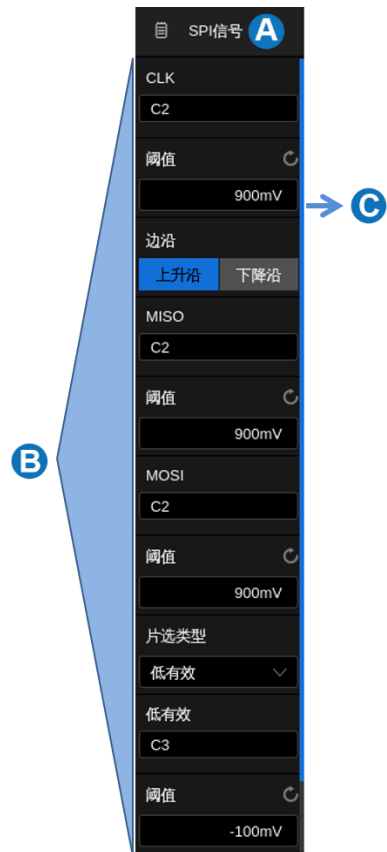 SPI信号 A
CLK
C2
阈值
900mV
C
边沿
上升沿 下降沿
MISO
C2
阈值
900mV
B
MOSI
C2
阈值
900mV
片选类型
低有效
低有效
C3
阈值
-100mV